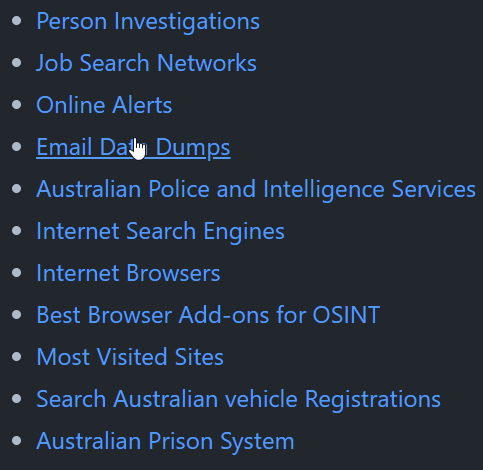 Person Investigations
Job Search Networks
Online Alerts
Email Data Dumps
Australian Police and Intelligence Services
Internet Search Engines
Internet Browsers
Best Browser Add-ons for OSINT
Most Visited Sites
Search Australian vehicle Registrations
Australian Prison System